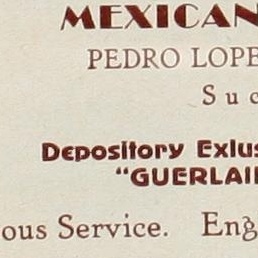 MEXICAN
PEDRO LOPE
Suc
Depository Exlus
"GUERLAI
ous Service. Eng